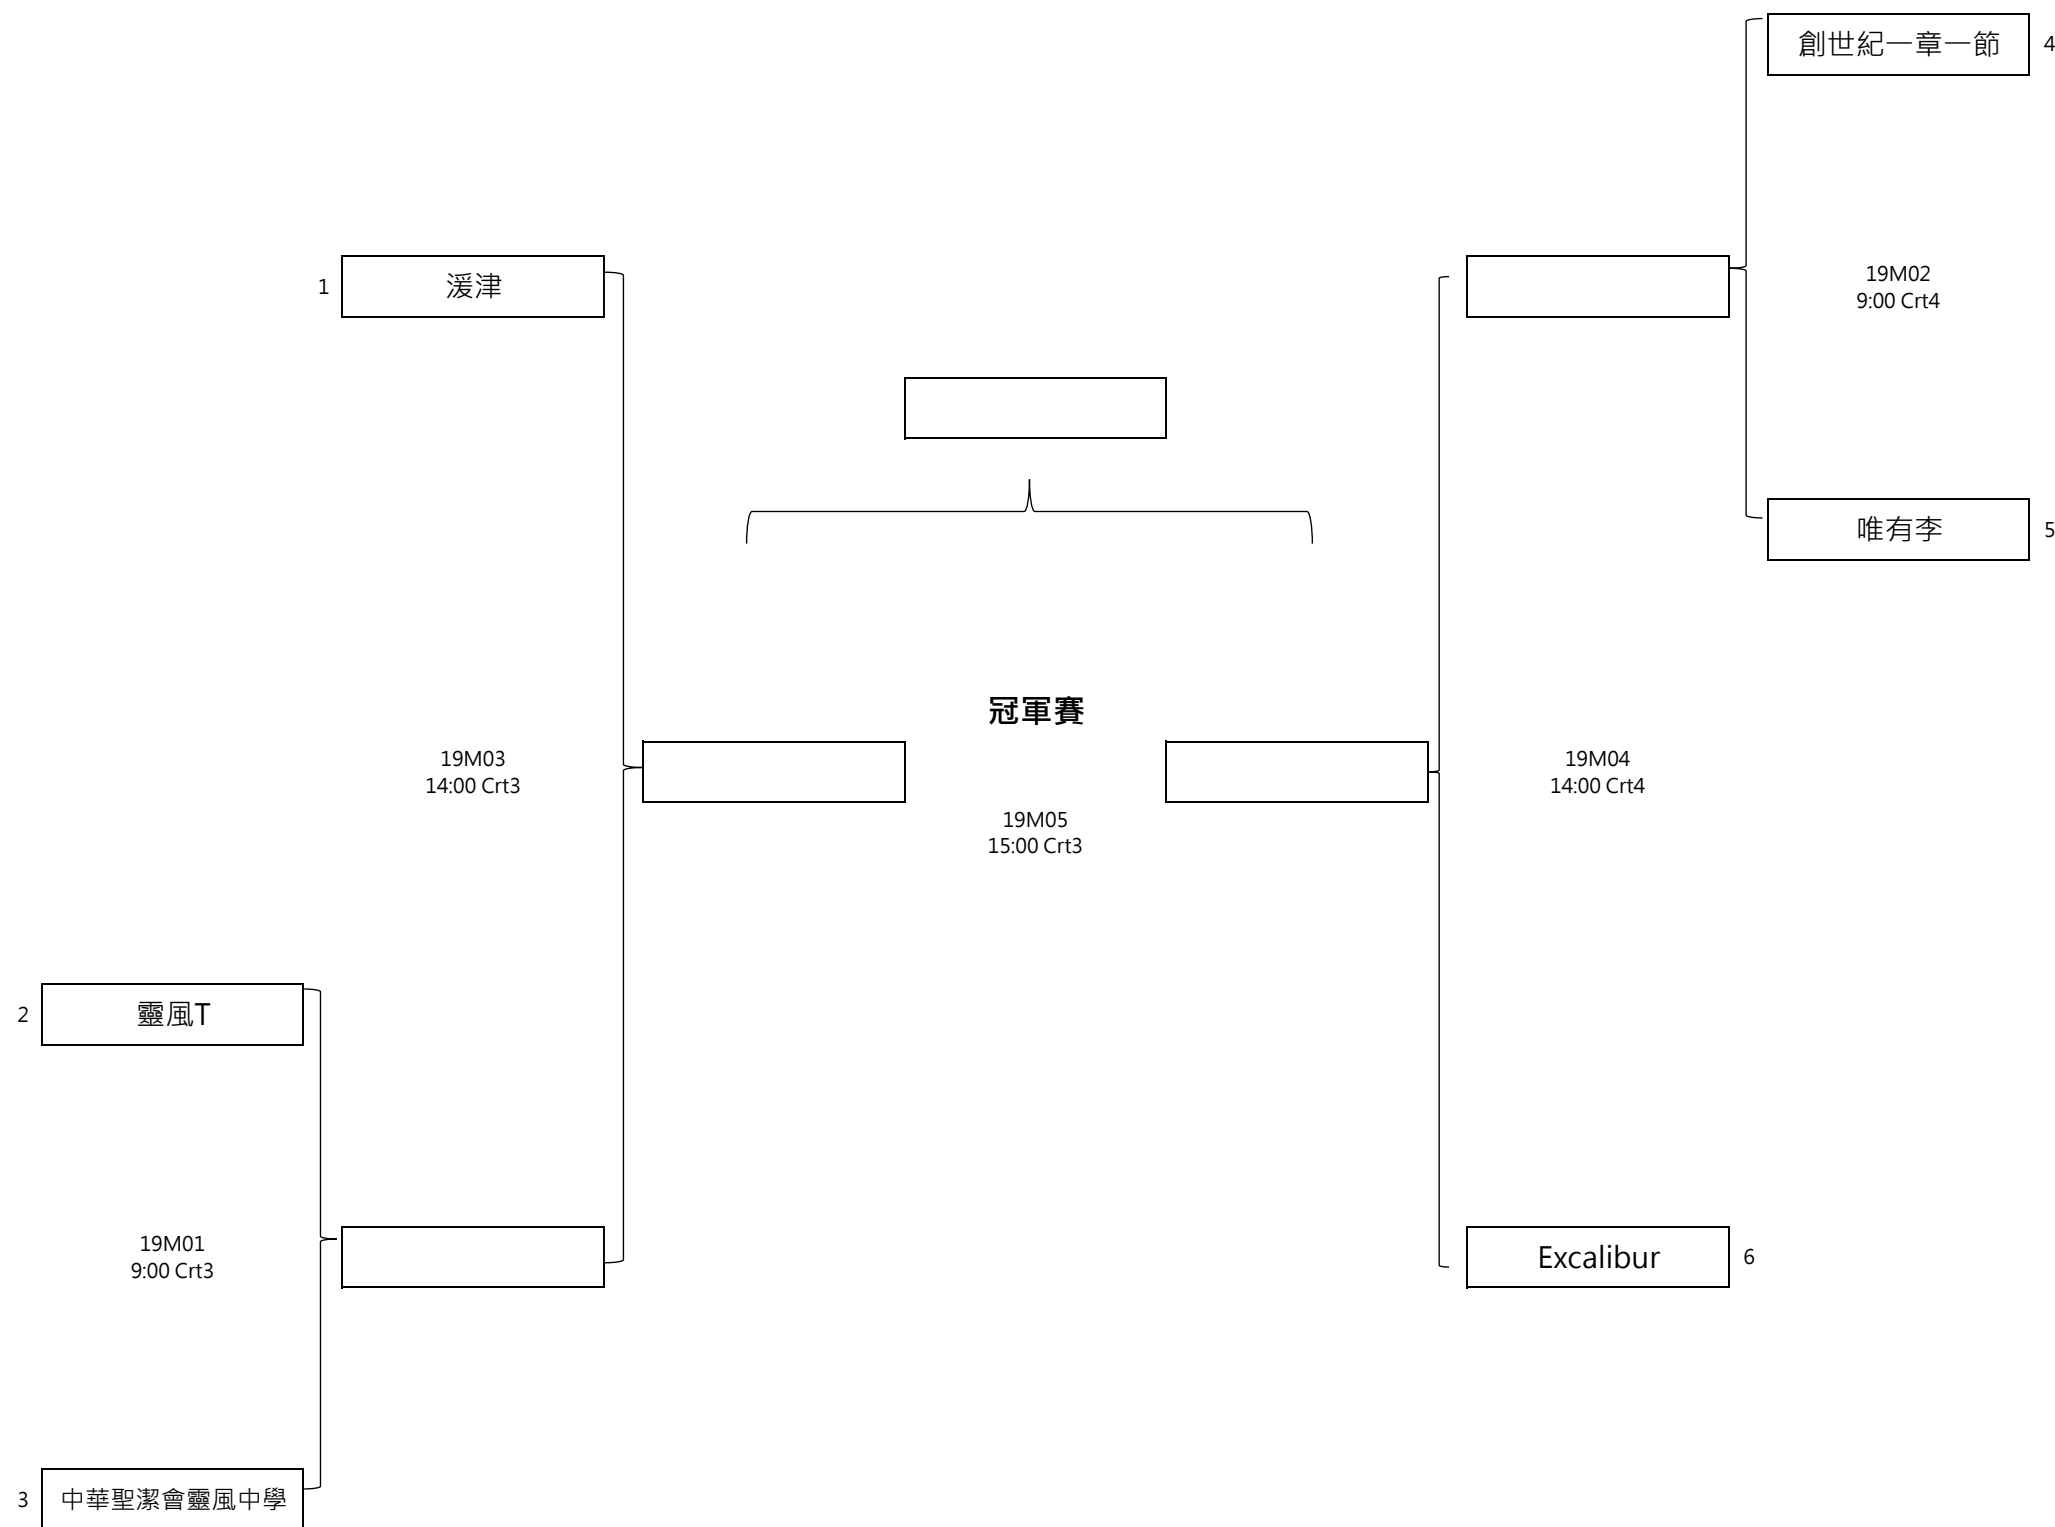 創世紀一章一節 4
1 湲津
19M02
9:00 Crt4
唯有李 5
冠軍賽
19M03
14:00 Crt3
19M04
14:00 Crt4
19M05
15:00 Crt3
2 靈風T
19M01
9:00 Crt3
Excalibur 6
3 中華聖潔會靈風中學